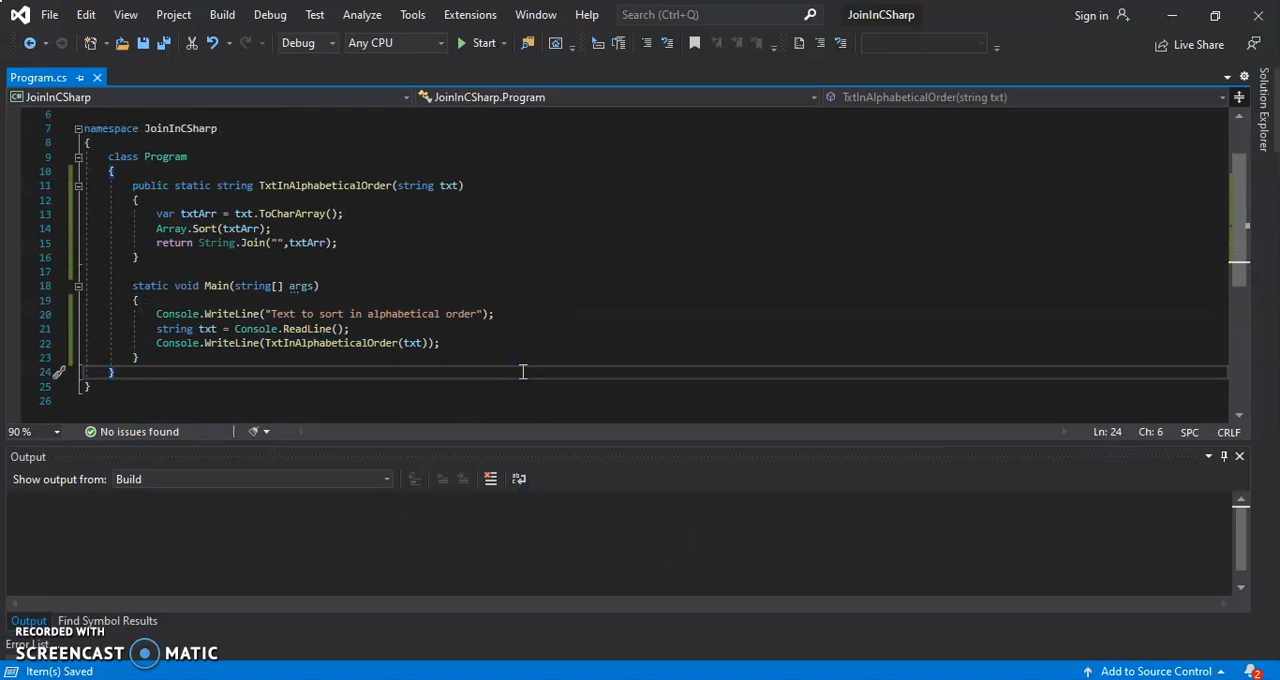 File Edit View Project Build Debug Test Analyze Tools Extensions Window Help Search (Ctrl+Q) JoinInCSharp Sign in
Debug Any CPU Start Live Share
Program.cs
JoinInCSharp JoinInCSharp.Program TxtInAlphabeticalOrder(string txt)
Solution Explorer
6
7 namespace JoinInCSharp
8 {
9 class Program
10 {
11 public static string TxtInAlphabeticalOrder(string txt)
12 {
13 var txtArr = txt.ToCharArray();
14 Array.Sort(txtArr);
15 return String.Join("",txtArr);
16 }
17
18 static void Main(string[] args)
19 {
20 Console.WriteLine("Text to sort in alphabetical order");
21 string txt = Console.ReadLine();
22 Console.WriteLine(TxtInAlphabeticalOrder(txt));
23 }
24 }
25 }
26
90 % No issues found Ln: 24 Ch: 6 SPC CRLF
Output
Show output from: Build
Output Find Symbol Results
Error List
RECORDED WITH
SCREENCAST MATIC
Item(s) Saved Add to Source Control 2